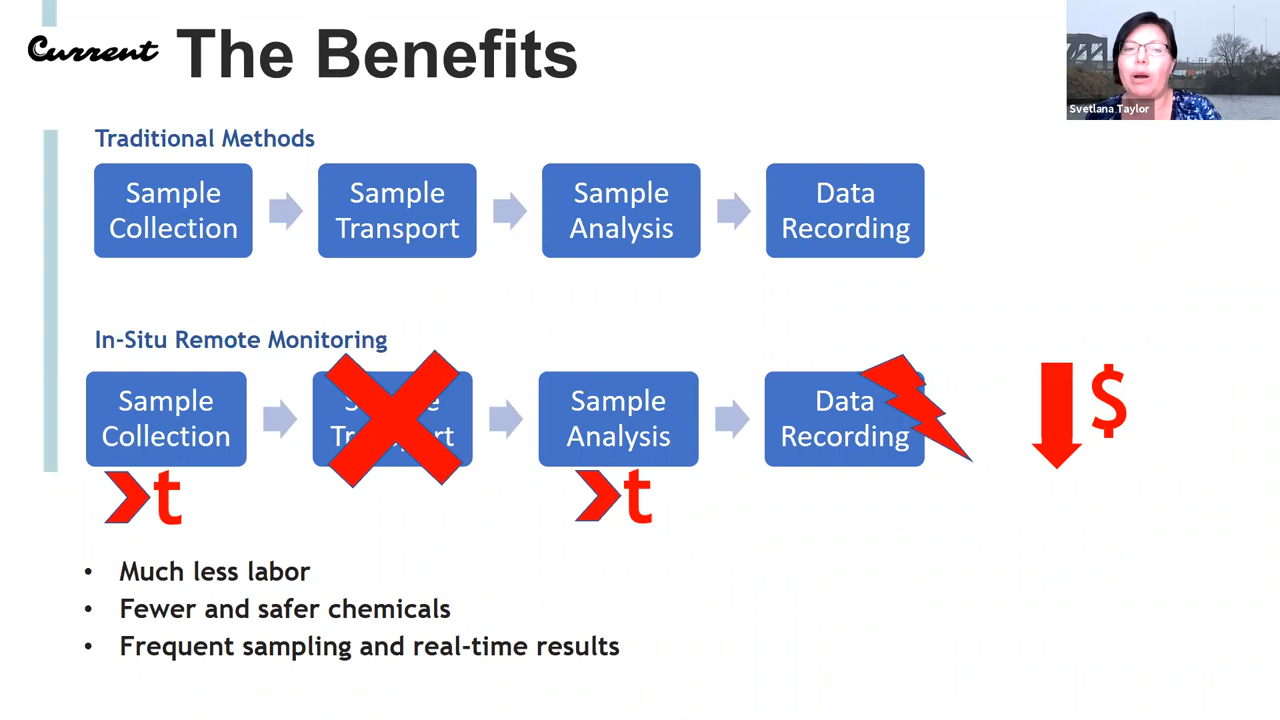 Current
The Benefits
Svetlana Taylor
Traditional Methods
Sample
Collection
Sample
Transport
Sample
Analysis
Data
Recording
In-Situ Remote Monitoring
Sample
Collection
Sample
Analysis
Data
Recording
$
t
t
• Much less labor
• Fewer and safer chemicals
• Frequent sampling and real-time results